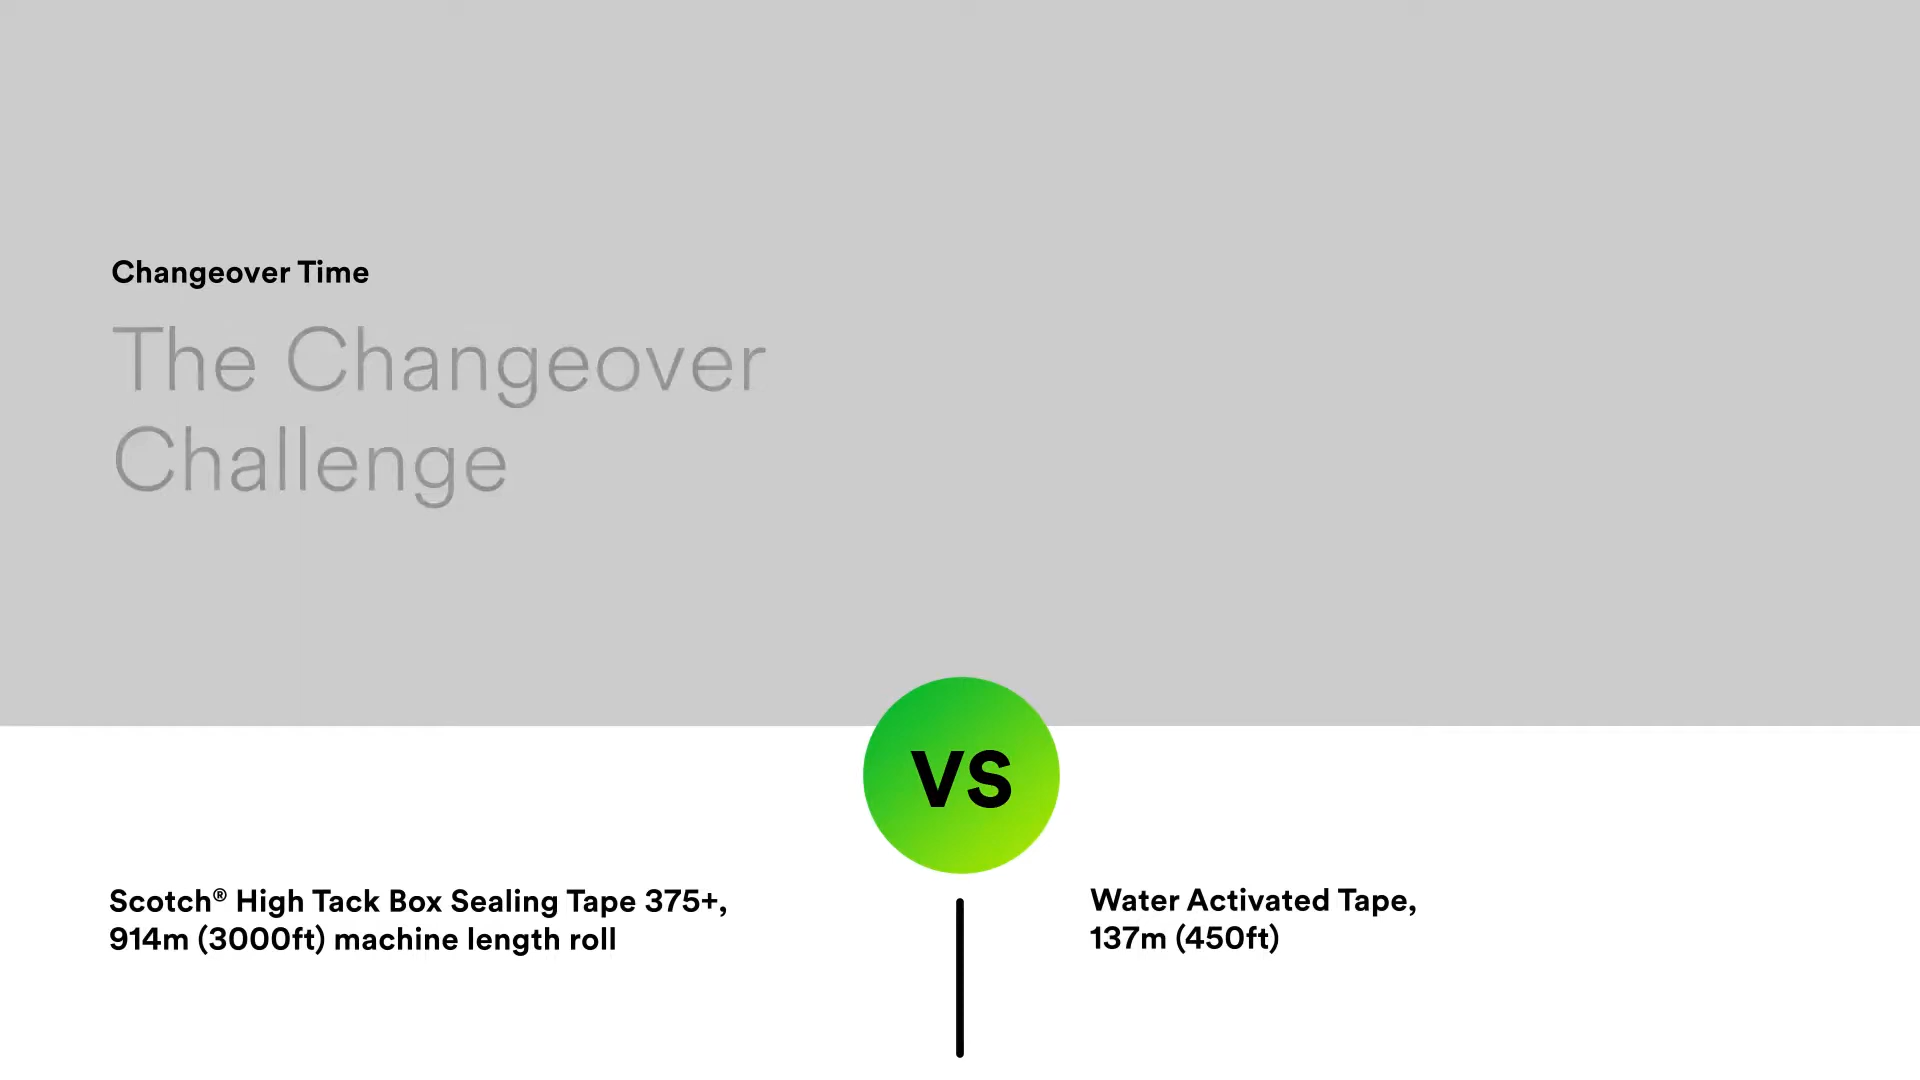 Changeover Time
The Changeover
Challenge
VS
Scotch® High Tack Box Sealing Tape 375+,
914m (3000ft) machine length roll
Water Activated Tape,
137m (450ft)